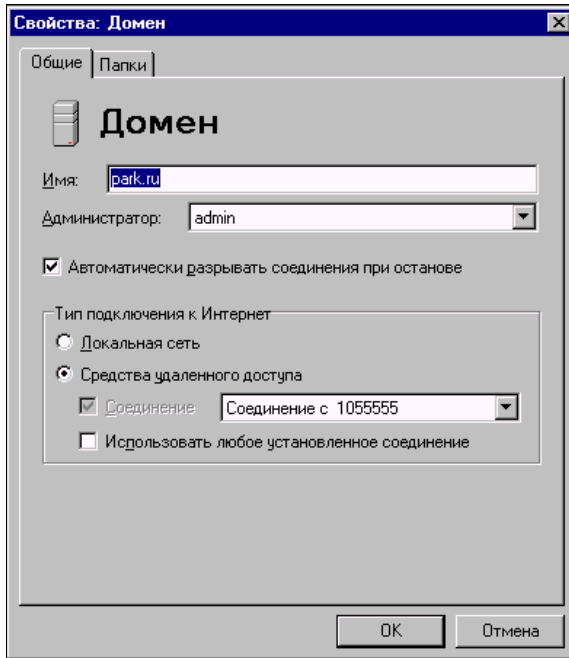 Свойства: Домен
Общие
Папки
Домен
Имя: park.ru
Администратор: admin
Автоматически разрывать соединения при останове
Тип подключения к Интернет
Локальная сеть
Средства удаленного доступа
Соединение Соединение с 1055555
Использовать любое установленное соединение
OK Отмена